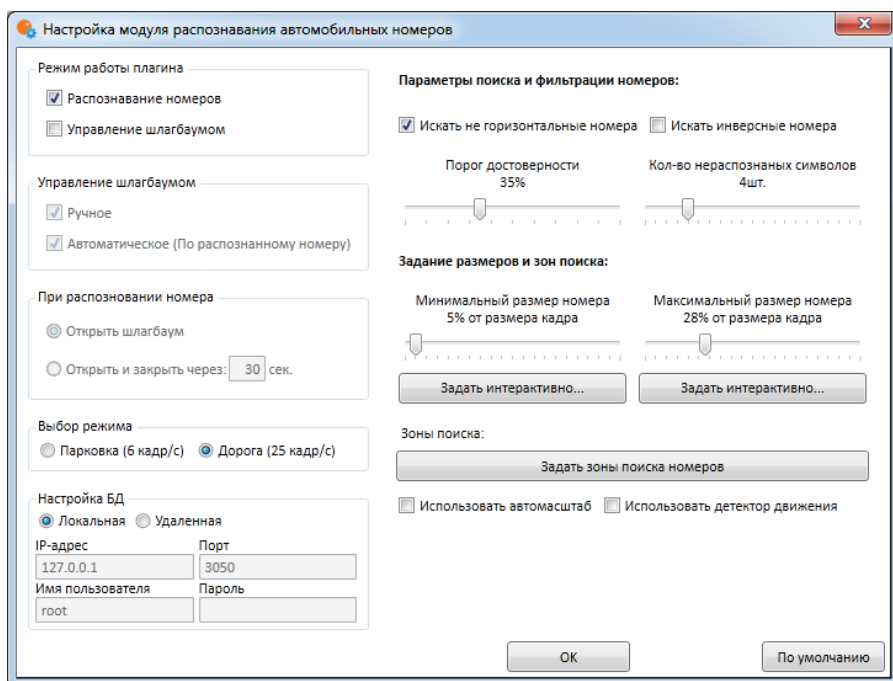 Настройка модуля распознавания автомобильных номеров
Режим работы плагина
Распознавание номеров
Управление шлагбаумом
Управление шлагбаумом
Ручное
Автоматическое (По распознанному номеру)
При распозновании номера
Открыть шлагбаум
Открыть и закрыть через: 30 сек.
Выбор режима
Парковка (6 кадр/с) Дорога (25 кадр/с)
Настройка БД
Локальная Удаленная
IP-адрес Порт
127.0.0.1 3050
Имя пользователя Пароль
root
Параметры поиска и фильтрации номеров:
Искать не горизонтальные номера Искать инверсные номера
Порог достоверности Кол-во нераспознаных символов
35% 4шт.
Задание размеров и зон поиска:
Минимальный размер номера Максимальный размер номера
5% от размера кадра 28% от размера кадра
Задать интерактивно... Задать интерактивно...
Зоны поиска:
Задать зоны поиска номеров
Использовать автомасштаб Использовать детектор движения
OK По умолчанию